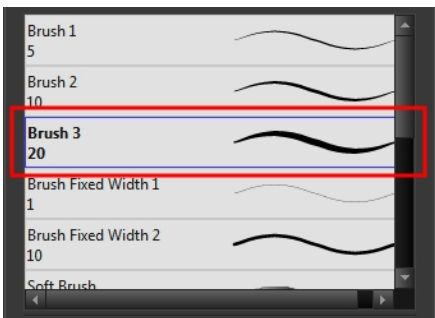 Brush 1
5
Brush 2
10
Brush 3
20
Brush Fixed Width 1
1
Brush Fixed Width 2
10
Soft Brush